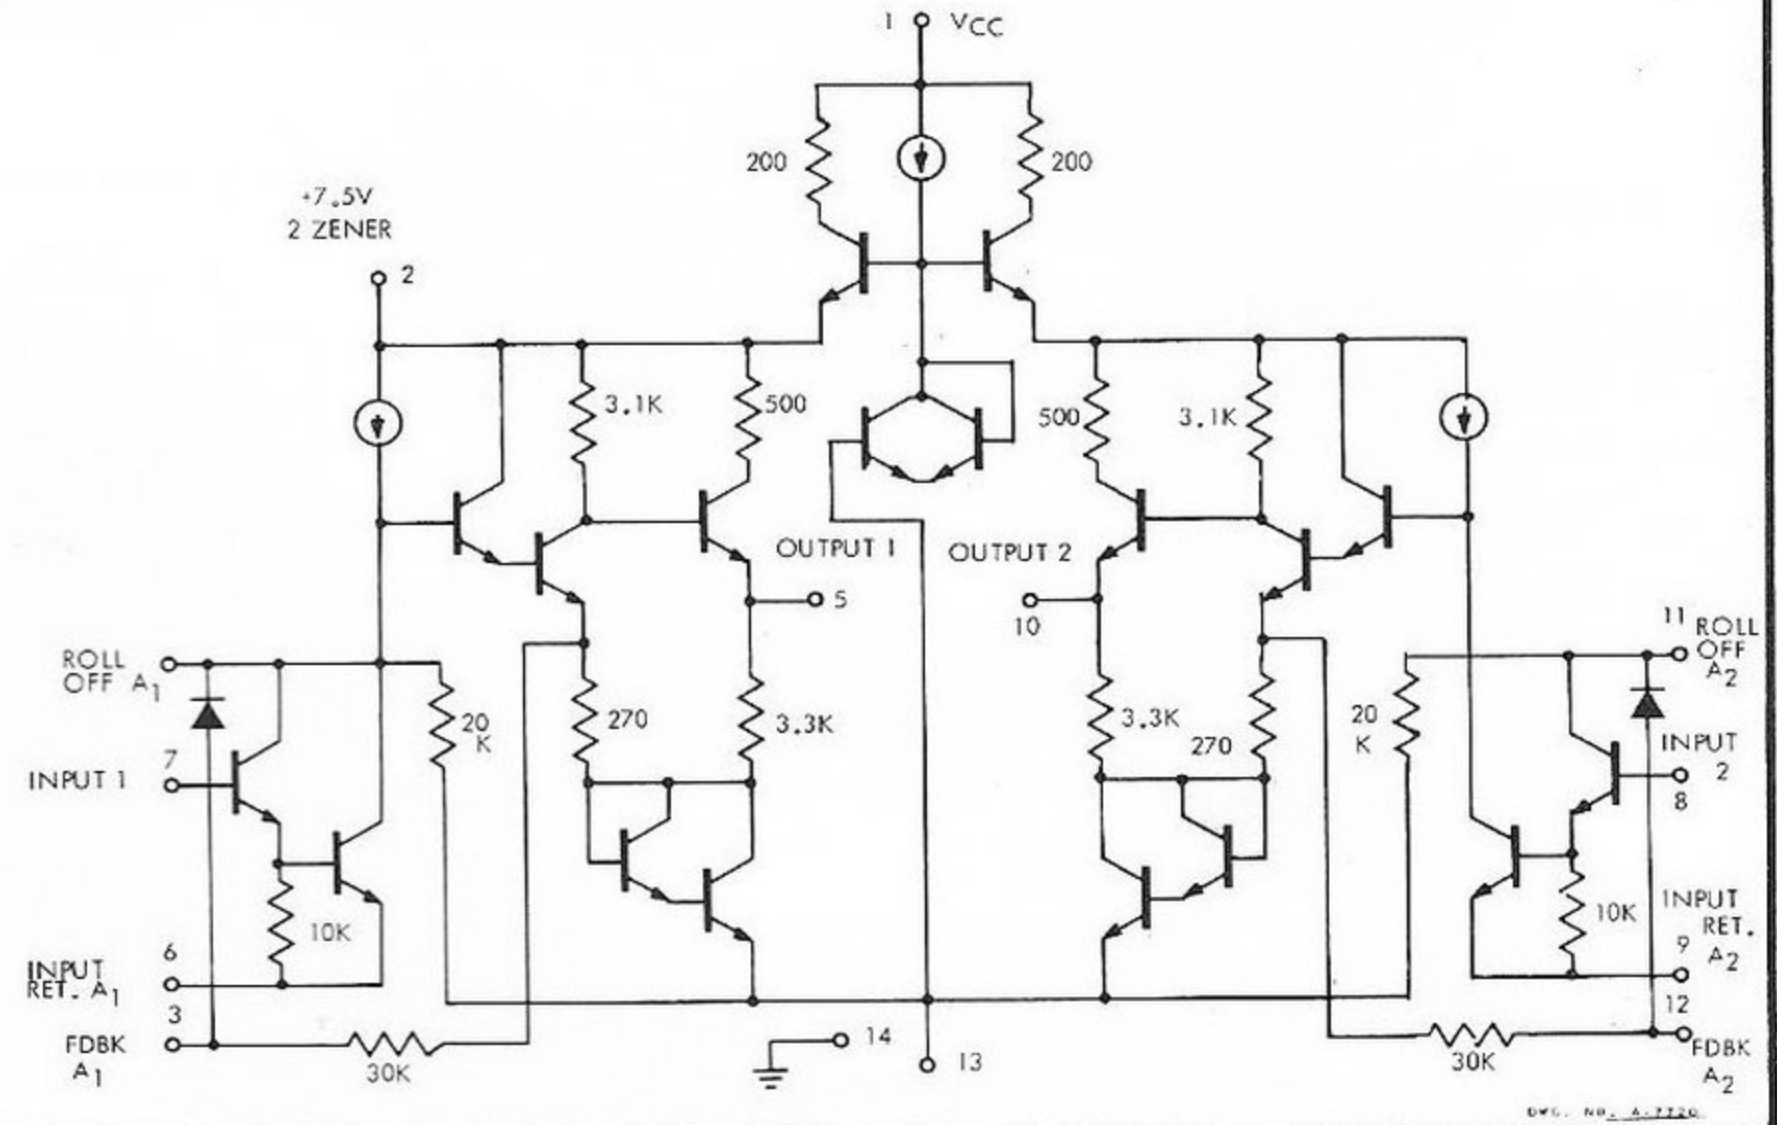 1 VCC
200
200
+7.5V
2 ZENER
2
3.1K
500
500
3.1K
OUTPUT 1
OUTPUT 2
5
10
ROLL
OFF A1
11 ROLL
OFF
A2
20
K
270
3.3K
3.3K
270
20
K
7
INPUT 1
INPUT
2
8
10K
10K
6
INPUT
RET. A1
INPUT
RET.
9 A2
3
FDBK
A1
30K
14
13
12
30K
FDBK
A2
DWG. NO. A-7720